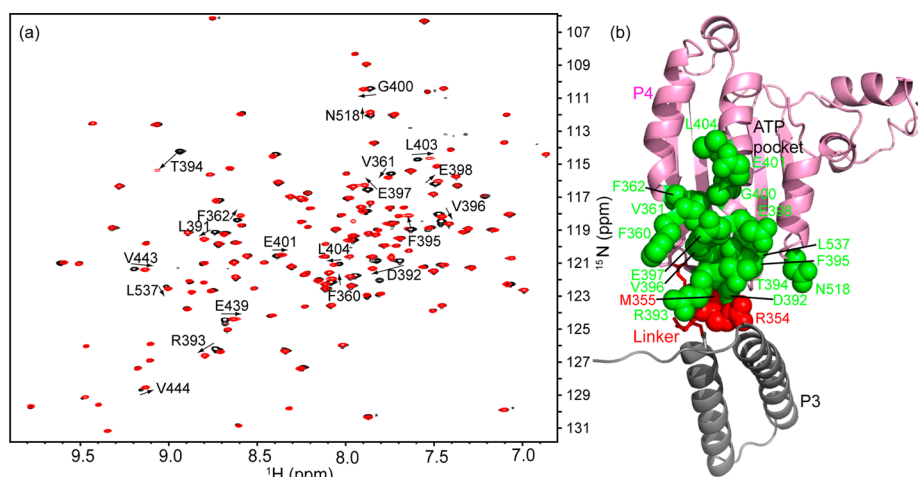 (a)
G400
N518
T394
L403
V361
E398
E397
V396
F362
L391
F395
E401
L404
V443
D392
L537
F360
E439
R393
V444
9.5 9.0 8.5 8.0 7.5 7.0
¹H (ppm)
107
109
111
113
115
117
119
121
123
125
127
129
131
¹⁵N (ppm)
(b)
P4
L404
ATP
pocket
E401
F362
G400
V361
E398
F360
L537
E397
F395
V396
T394
N518
M355
D392
R393
R354
Linker
P3